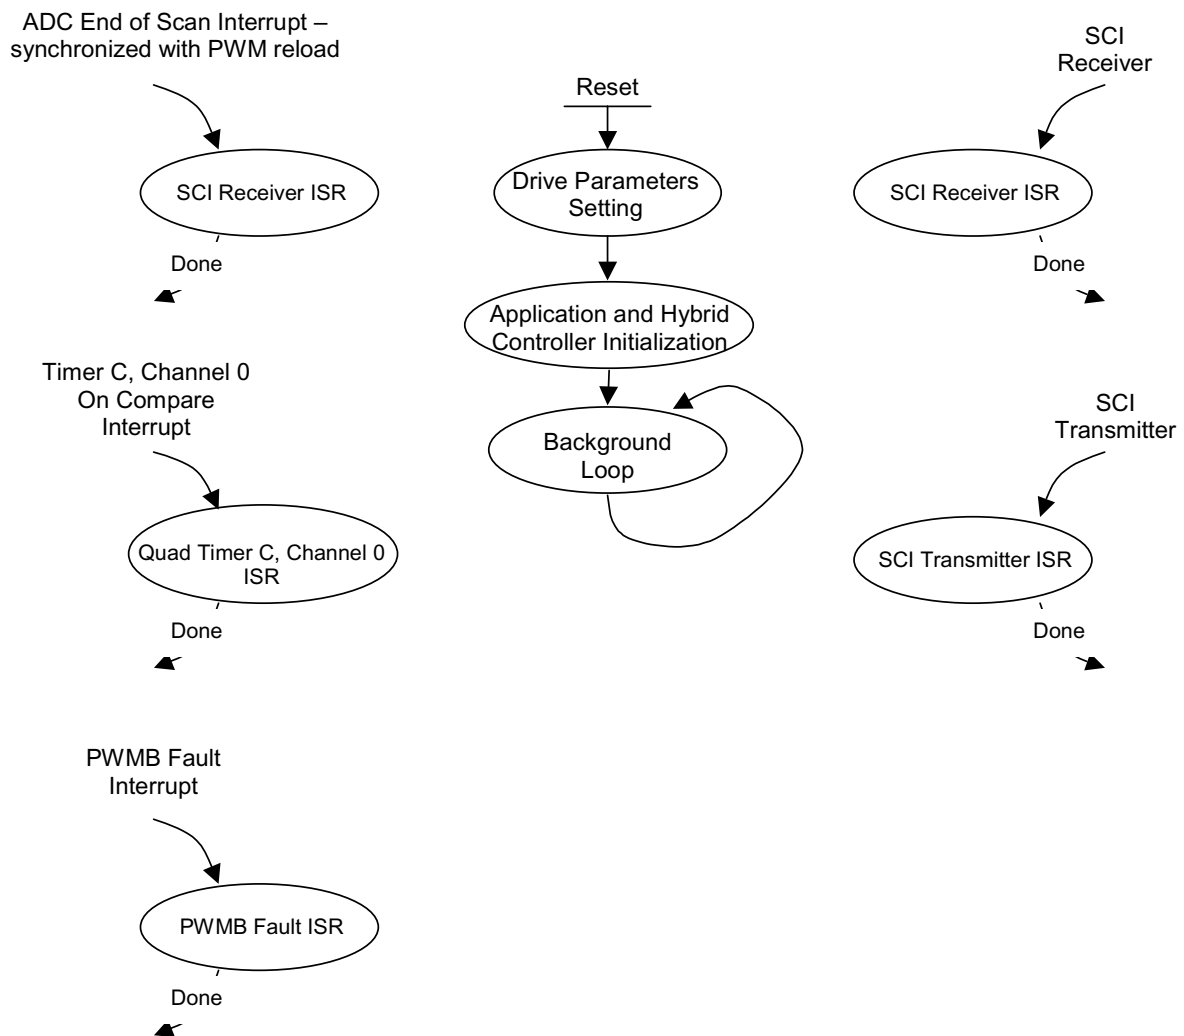 ADC End of Scan Interrupt –
synchronized with PWM reload
SCI Receiver ISR
Done
Timer C, Channel 0
On Compare
Interrupt
Quad Timer C, Channel 0
ISR
Done
PWMB Fault
Interrupt
PWMB Fault ISR
Done
Reset
Drive Parameters
Setting
Application and Hybrid
Controller Initialization
Background
Loop
SCI
Receiver
SCI Receiver ISR
Done
SCI
Transmitter
SCI Transmitter ISR
Done